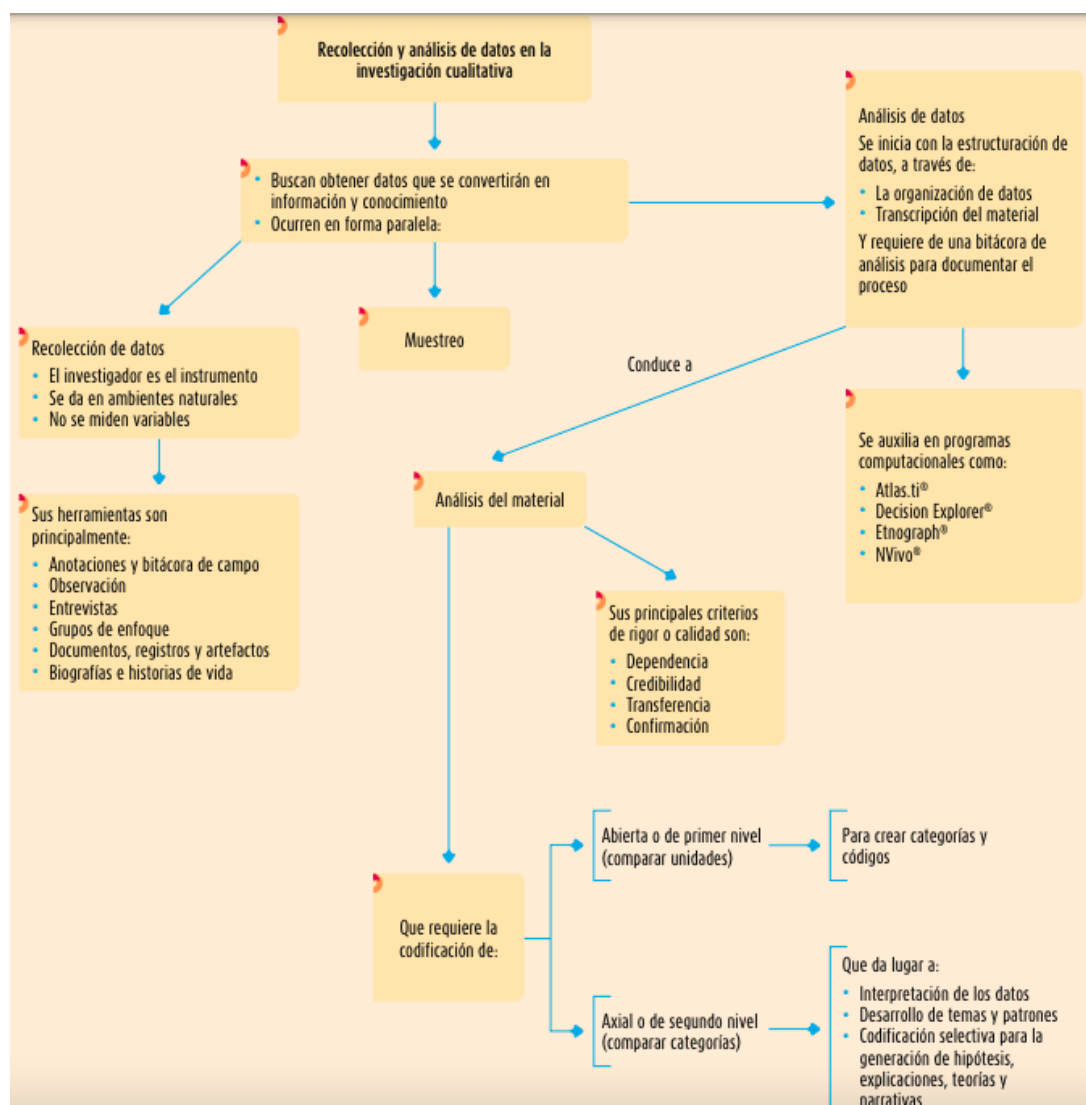 Recolección y análisis de datos en la
investigación cualitativa
• Buscan obtener datos que se convertirán en
información y conocimiento
• Ocurren en forma paralela:
Análisis de datos
Se inicia con la estructuración de
datos, a través de:
• La organización de datos
• Transcripción del material
Y requiere de una bitácora de
análisis para documentar el
proceso
Recolección de datos
• El investigador es el instrumento
• Se da en ambientes naturales
• No se miden variables
Muestreo
Conduce a
Sus herramientas son
principalmente:
• Anotaciones y bitácora de campo
• Observación
• Entrevistas
• Grupos de enfoque
• Documentos, registros y artefactos
• Biografías e historias de vida
Análisis del material
Se auxilia en programas
computacionales como:
• Atlas.ti®
• Decision Explorer®
• Etnograph®
• NVivo®
Sus principales criterios
de rigor o calidad son:
• Dependencia
• Credibilidad
• Transferencia
• Confirmación
Que requiere la
codificación de:
Abierta o de primer nivel
(comparar unidades)
Para crear categorías y
códigos
Axial o de segundo nivel
(comparar categorías)
Que da lugar a:
• Interpretación de los datos
• Desarrollo de temas y patrones
• Codificación selectiva para la
generación de hipótesis,
explicaciones, teorías y
narrativas